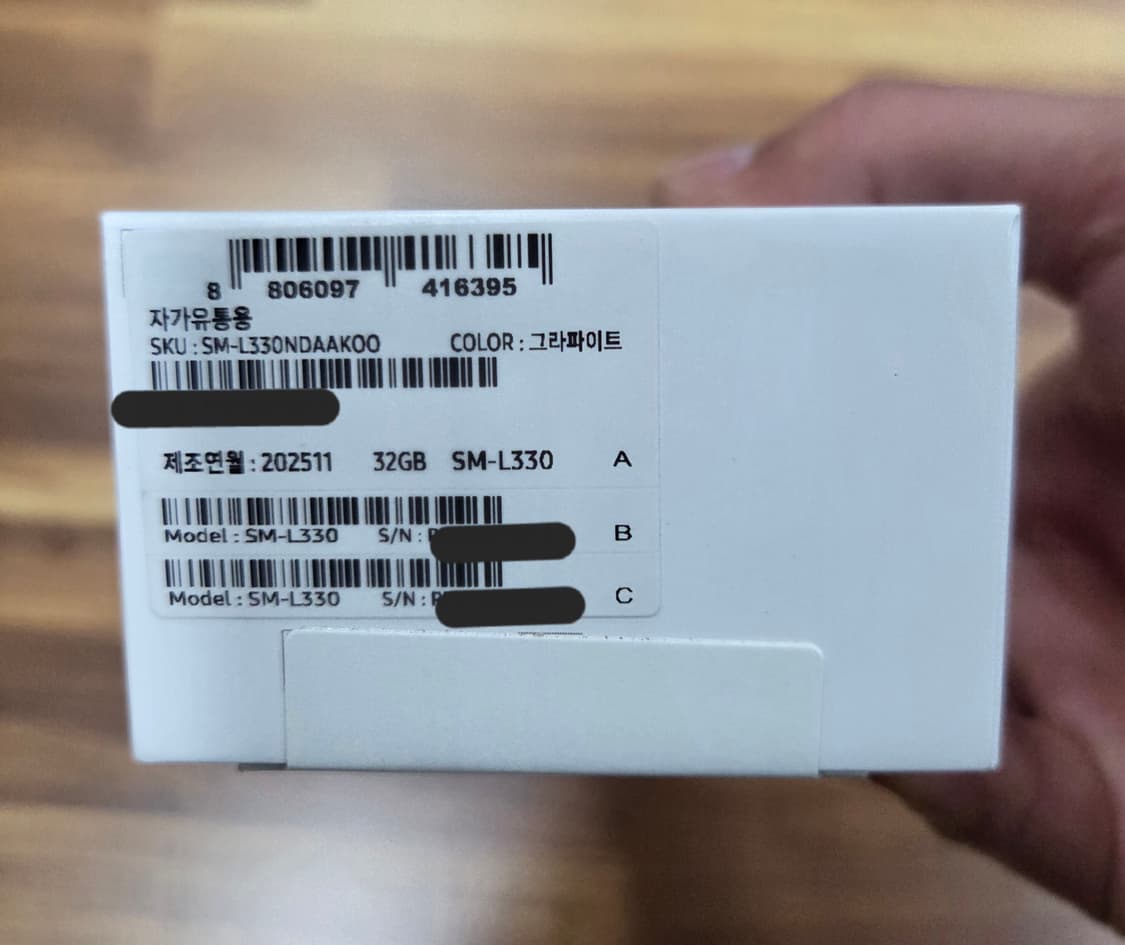 8 806097 416395
자가유통용
SKU : SM-L330NDAAKOO COLOR : 그라파이트
제조연월 : 202511 32GB SM-L330 A
Model : SM-L330 S/N : B
Model : SM-L330 S/N : R C